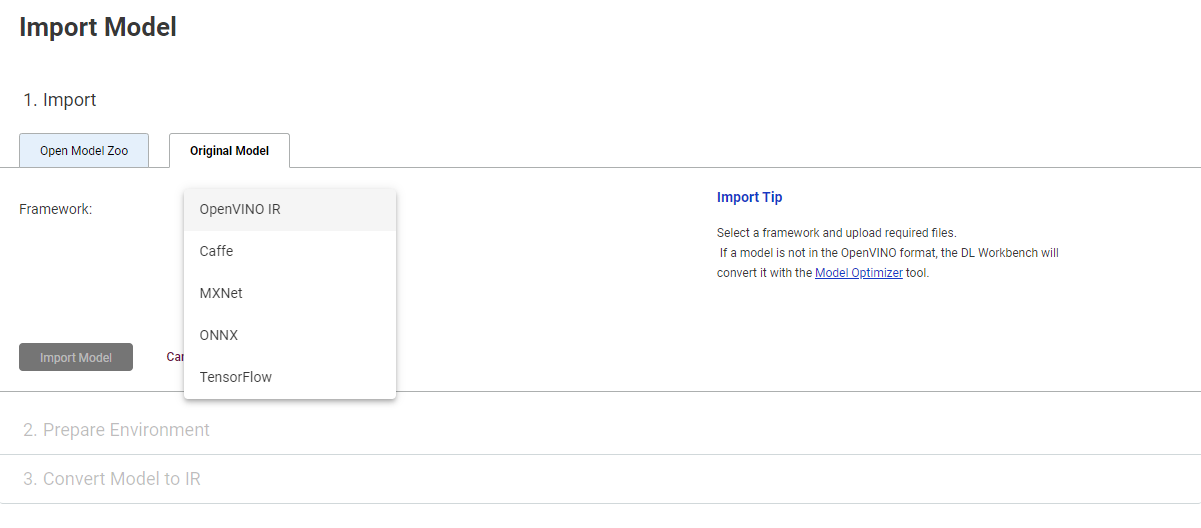 Import Model
1. Import
Open Model Zoo
Original Model
Framework:
OpenVINO IR
Caffe
MXNet
ONNX
TensorFlow
Import Tip
Select a framework and upload required files.
If a model is not in the OpenVINO format, the DL Workbench will
convert it with the Model Optimizer tool.
Import Model
2. Prepare Environment
3. Convert Model to IR